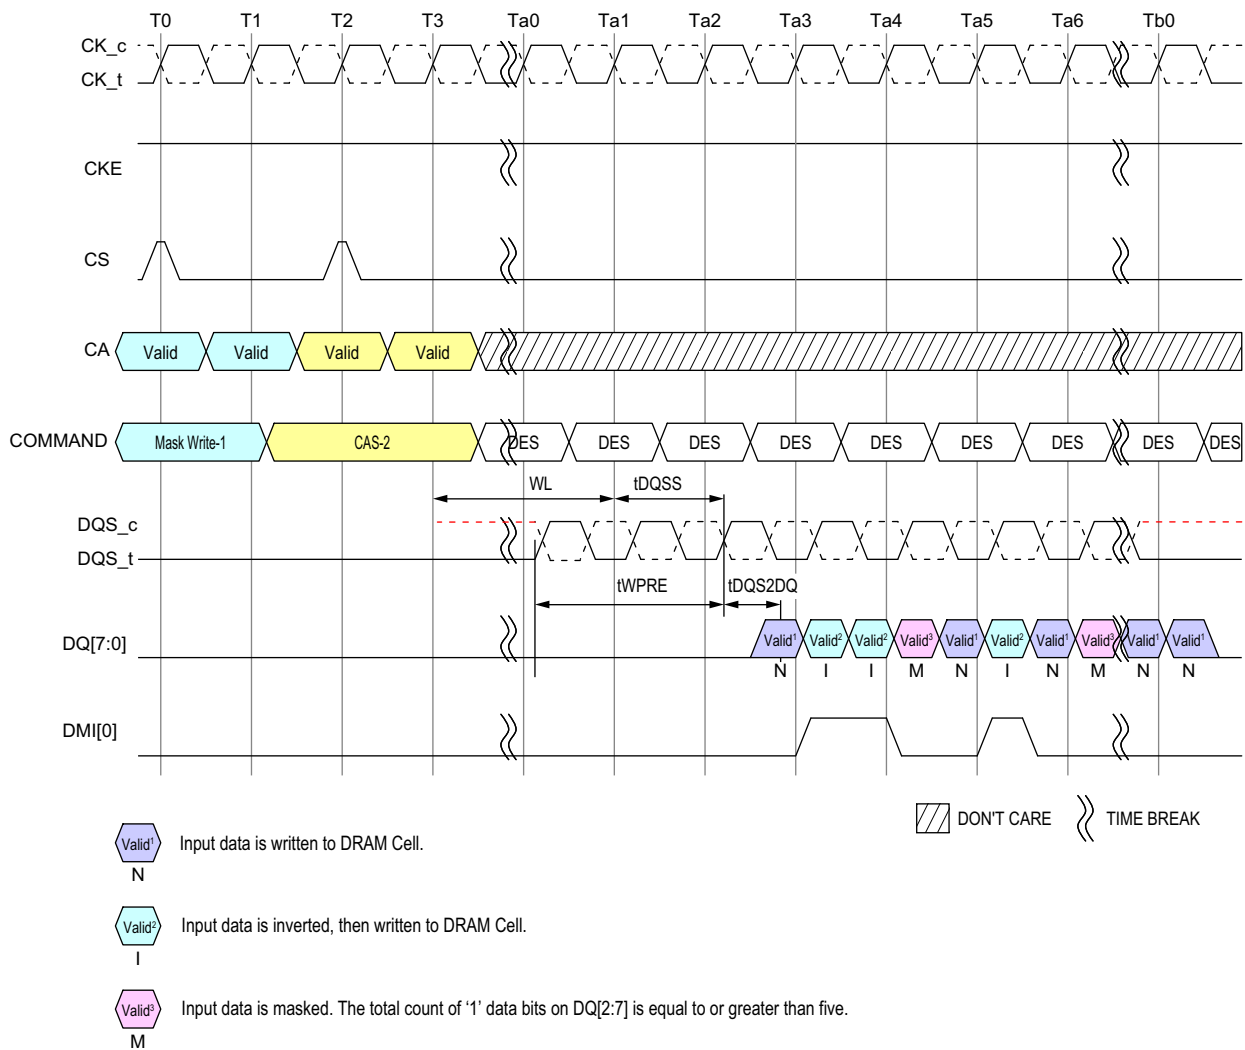 T0 T1 T2 T3 Ta0 Ta1 Ta2 Ta3 Ta4 Ta5 Ta6 Tb0
CK_c
CK_t
CKE
CS
CA Valid Valid Valid Valid
COMMAND Mask Write-1 CAS-2 DES DES DES DES DES DES DES DES DES
WL tDQSS
DQS_c
DQS_t
tWPRE tDQS2DQ
DQ[7:0] Valid¹ Valid² Valid² Valid³ Valid¹ Valid² Valid¹ Valid³ Valid¹ Valid¹
N I I M N I N M N N
DMI[0]
DON'T CARE TIME BREAK
Valid¹ Input data is written to DRAM Cell.
N
Valid² Input data is inverted, then written to DRAM Cell.
I
Valid³ Input data is masked. The total count of ‘1’ data bits on DQ[2:7] is equal to or greater than five.
M